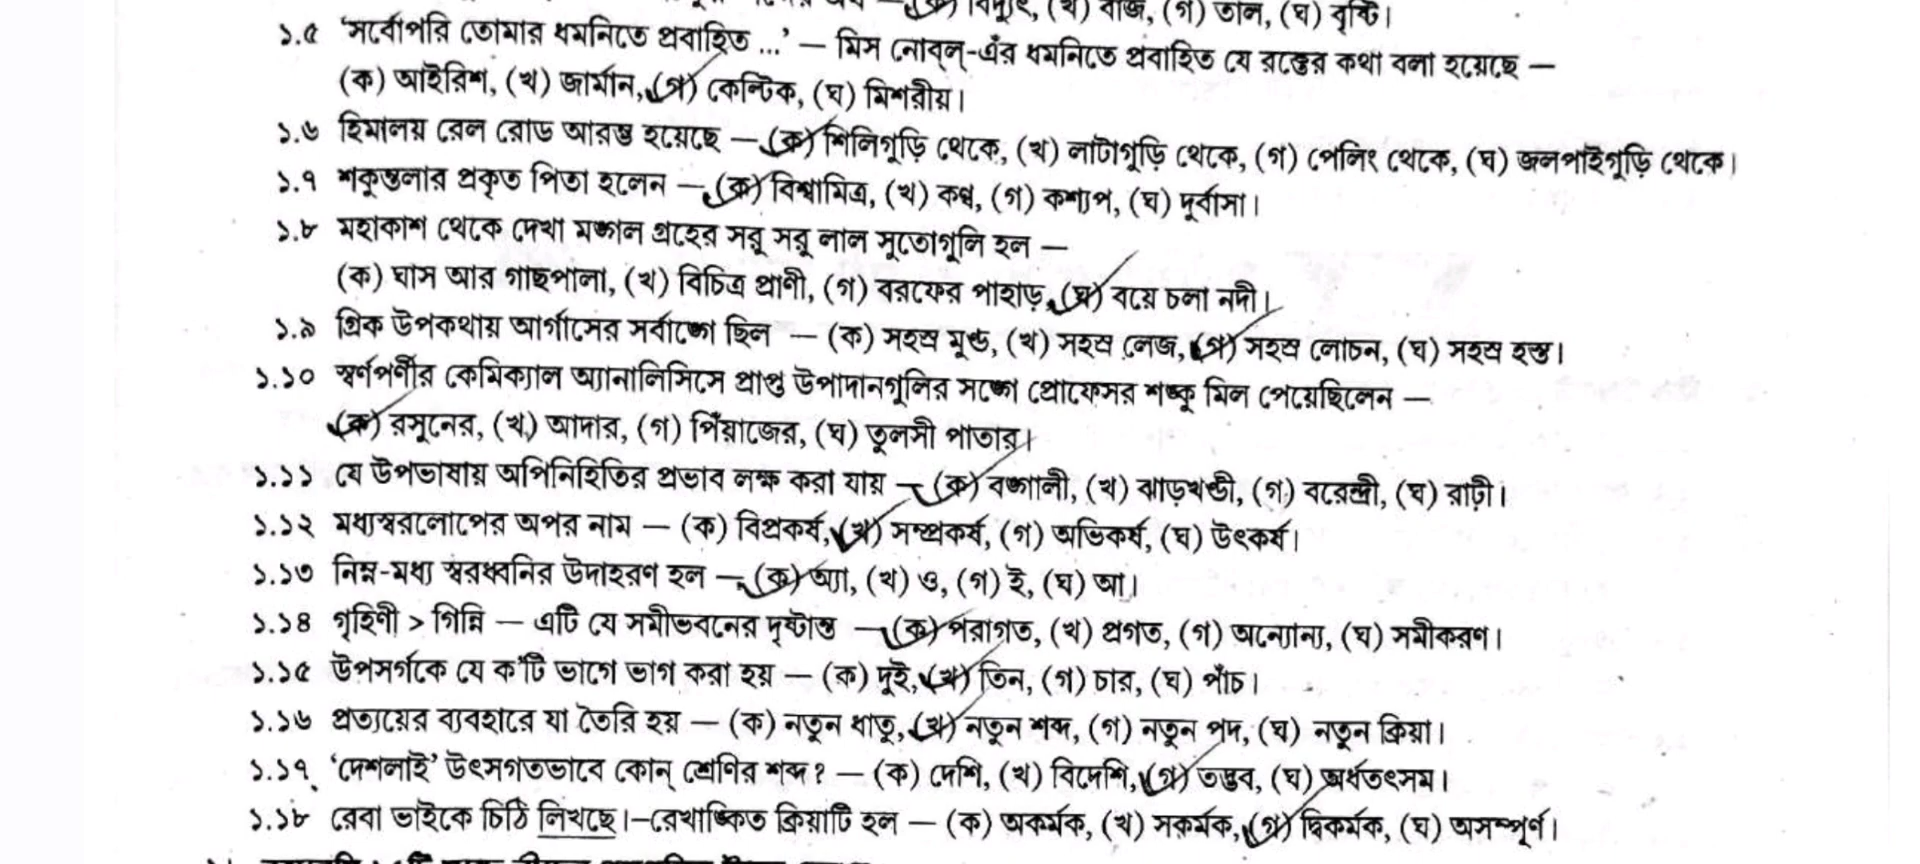 (ক) বিদ্যুৎ, (খ) বাজ, (গ) তাল, (ঘ) বৃষ্টি।
১.৫ ‘সর্বোপরি তোমার ধমনিতে প্রবাহিত ...’ — মিস নোব্‌ল্‌-এঁর ধমনিতে প্রবাহিত যে রক্তের কথা বলা হয়েছে —
(ক) আইরিশ, (খ) জার্মান, (গ) কেল্টিক, (ঘ) মিশরীয়।
১.৬ হিমালয় রেল রোড আরম্ভ হয়েছে — (ক) শিলিগুড়ি থেকে, (খ) লাটাগুড়ি থেকে, (গ) পেলিং থেকে, (ঘ) জলপাইগুড়ি থেকে।
১.৭ শকুন্তলার প্রকৃত পিতা হলেন — (ক) বিশ্বামিত্র, (খ) কণ্ব, (গ) কশ্যপ, (ঘ) দুর্বাসা।
১.৮ মহাকাশ থেকে দেখা মঙ্গল গ্রহের সরু সরু লাল সুতোগুলি হল —
(ক) ঘাস আর গাছপালা, (খ) বিচিত্র প্রাণী, (গ) বরফের পাহাড়, (ঘ) বয়ে চলা নদী।
১.৯ গ্রিক উপকথায় আর্গাসের সর্বাঙ্গে ছিল — (ক) সহস্র মুণ্ড, (খ) সহস্র লেজ, (গ) সহস্র লোচন, (ঘ) সহস্র হস্ত।
১.১০ স্বর্ণপর্ণীর কেমিক্যাল অ্যানালিসিসে প্রাপ্ত উপাদানগুলির সঙ্গে প্রোফেসর শঙ্কু মিল পেয়েছিলেন —
(ক) রসুনের, (খ) আদার, (গ) পিঁয়াজের, (ঘ) তুলসী পাতার।
১.১১ যে উপভাষায় অপিনিহিতির প্রভাব লক্ষ করা যায় — (ক) বঙ্গালী, (খ) ঝাড়খণ্ডী, (গ) বরেন্দ্রী, (ঘ) রাঢ়ী।
১.১২ মধ্যস্বরলোপের অপর নাম — (ক) বিপ্রকর্ষ, (খ) সম্প্রকর্ষ, (গ) অভিকর্ষ, (ঘ) উৎকর্ষ।
১.১৩ নিম্ন-মধ্য স্বরধ্বনির উদাহরণ হল — (ক) অ্যা, (খ) ও, (গ) ই, (ঘ) আ।
১.১৪ গৃহিণী > গিন্নি — এটি যে সমীভবনের দৃষ্টান্ত — (ক) পরাগত, (খ) প্রগত, (গ) অন্যোন্য, (ঘ) সমীকরণ।
১.১৫ উপসর্গকে যে ক'টি ভাগে ভাগ করা হয় — (ক) দুই, (খ) তিন, (গ) চার, (ঘ) পাঁচ।
১.১৬ প্রত্যয়ের ব্যবহারে যা তৈরি হয় — (ক) নতুন ধাতু, (খ) নতুন শব্দ, (গ) নতুন পদ, (ঘ) নতুন ক্রিয়া।
১.১৭ ‘দেশলাই’ উৎসগতভাবে কোন্ শ্রেণির শব্দ? — (ক) দেশি, (খ) বিদেশি, (গ) তদ্ভব, (ঘ) অর্ধতৎসম।
১.১৮ রেবা ভাইকে চিঠি লিখছে।–রেখাঙ্কিত ক্রিয়াটি হল — (ক) অকর্মক, (খ) সকর্মক, (গ) দ্বিকর্মক, (ঘ) অসম্পূর্ণ।